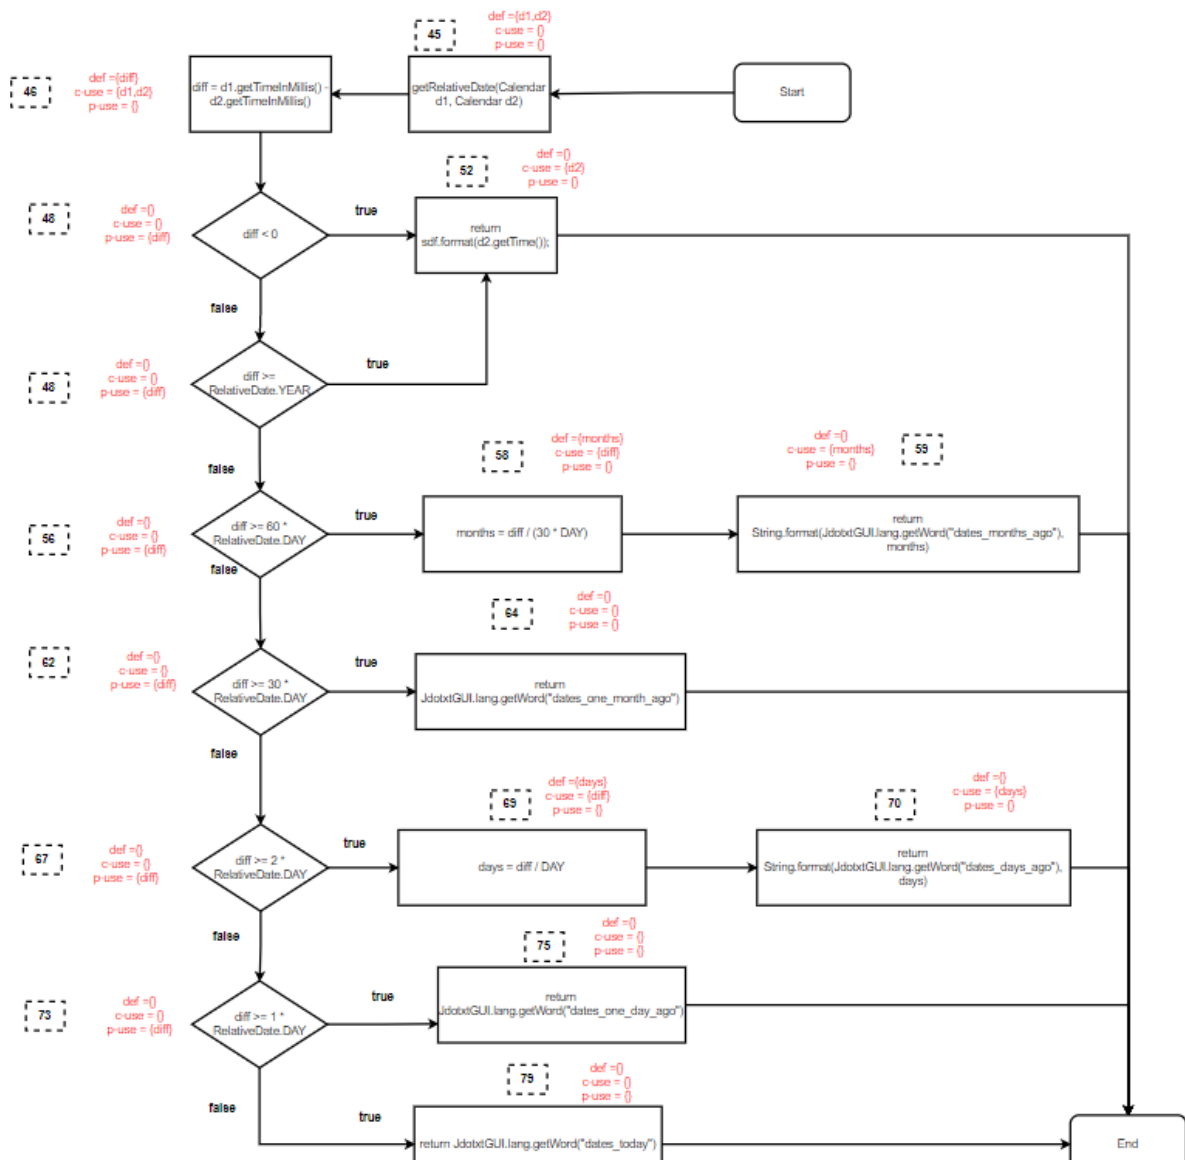 def ={d1,d2}
c-use = {}
p-use = {}
45
46
def ={diff}
c-use = {d1,d2}
p-use = {}
diff = d1.getTimeInMillis() -
d2.getTimeInMillis()
getRelativeDate(Calendar
d1, Calendar d2)
Start
def ={}
c-use = {d2}
p-use = {}
52
48
def ={}
c-use = {}
p-use = {diff}
diff < 0
true
return
sdf.format(d2.getTime());
false
48
def ={}
c-use = {}
p-use = {diff}
diff >=
RelativeDate.YEAR
true
false
58
def ={months}
c-use = {diff}
p-use = {}
def ={}
c-use = {months}
p-use = {}
59
56
def ={}
c-use = {}
p-use = {diff}
diff >= 60 *
RelativeDate.DAY
true
months = diff / (30 * DAY)
return
String.format(JdotxtGUI.lang.getWord("dates_months_ago"),
months)
false
64
def ={}
c-use = {}
p-use = {}
62
def ={}
c-use = {}
p-use = {diff}
diff >= 30 *
RelativeDate.DAY
true
return
JdotxtGUI.lang.getWord("dates_one_month_ago")
false
69
def ={days}
c-use = {diff}
p-use = {}
70
def ={}
c-use = {days}
p-use = {}
67
def ={}
c-use = {}
p-use = {diff}
diff >= 2 *
RelativeDate.DAY
true
days = diff / DAY
return
String.format(JdotxtGUI.lang.getWord("dates_days_ago"),
days)
false
75
def ={}
c-use = {}
p-use = {}
73
def ={}
c-use = {}
p-use = {diff}
diff >= 1 *
RelativeDate.DAY
true
return
JdotxtGUI.lang.getWord("dates_one_day_ago")
79
def ={}
c-use = {}
p-use = {}
false
true
return JdotxtGUI.lang.getWord("dates_today")
End